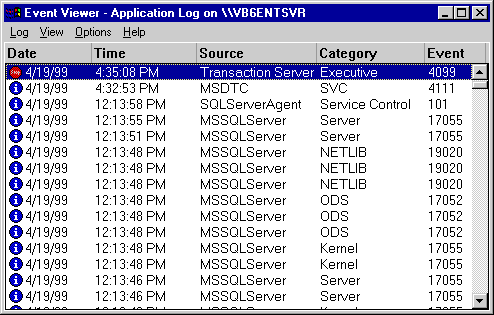 Event Viewer - Application Log on \\VB6ENTSVR
Log View Options Help
Date Time Source Category Event
4/19/99 4:35:08 PM Transaction Server Executive 4099
4/19/99 4:32:53 PM MSDTC SVC 4111
4/19/99 12:13:58 PM SQLServerAgent Service Control 101
4/19/99 12:13:55 PM MSSQLServer Server 17055
4/19/99 12:13:51 PM MSSQLServer Server 17055
4/19/99 12:13:48 PM MSSQLServer NETLIB 19020
4/19/99 12:13:48 PM MSSQLServer NETLIB 19020
4/19/99 12:13:48 PM MSSQLServer NETLIB 19020
4/19/99 12:13:48 PM MSSQLServer ODS 17052
4/19/99 12:13:48 PM MSSQLServer ODS 17052
4/19/99 12:13:48 PM MSSQLServer ODS 17052
4/19/99 12:13:48 PM MSSQLServer Kernel 17055
4/19/99 12:13:48 PM MSSQLServer Kernel 17055
4/19/99 12:13:46 PM MSSQLServer Server 17055
4/19/99 12:13:46 PM MSSQLServer Server 17055